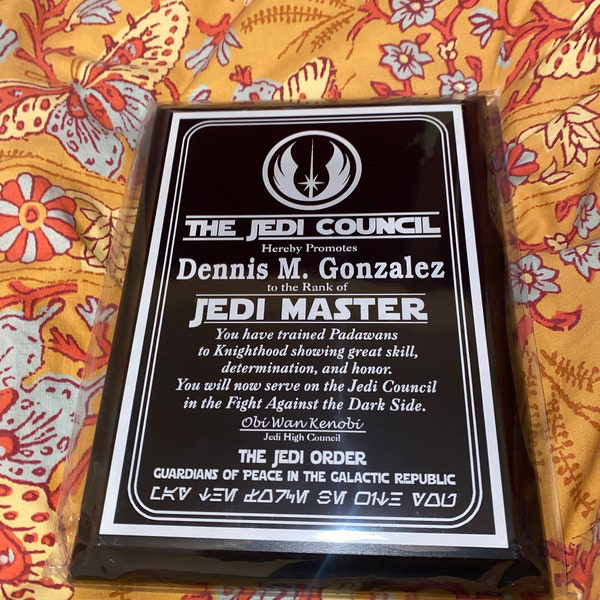 THE JEDI COUNCIL
Hereby Promotes
Dennis M. Gonzalez
to the Rank of
JEDI MASTER
You have trained Padawans
to Knighthood showing great skill,
determination, and honor.
You will now serve on the Jedi Council
in the Fight Against the Dark Side.
Obi Wan Kenobi
Jedi High Council
THE JEDI ORDER
GUARDIANS OF PEACE IN THE GALACTIC REPUBLIC